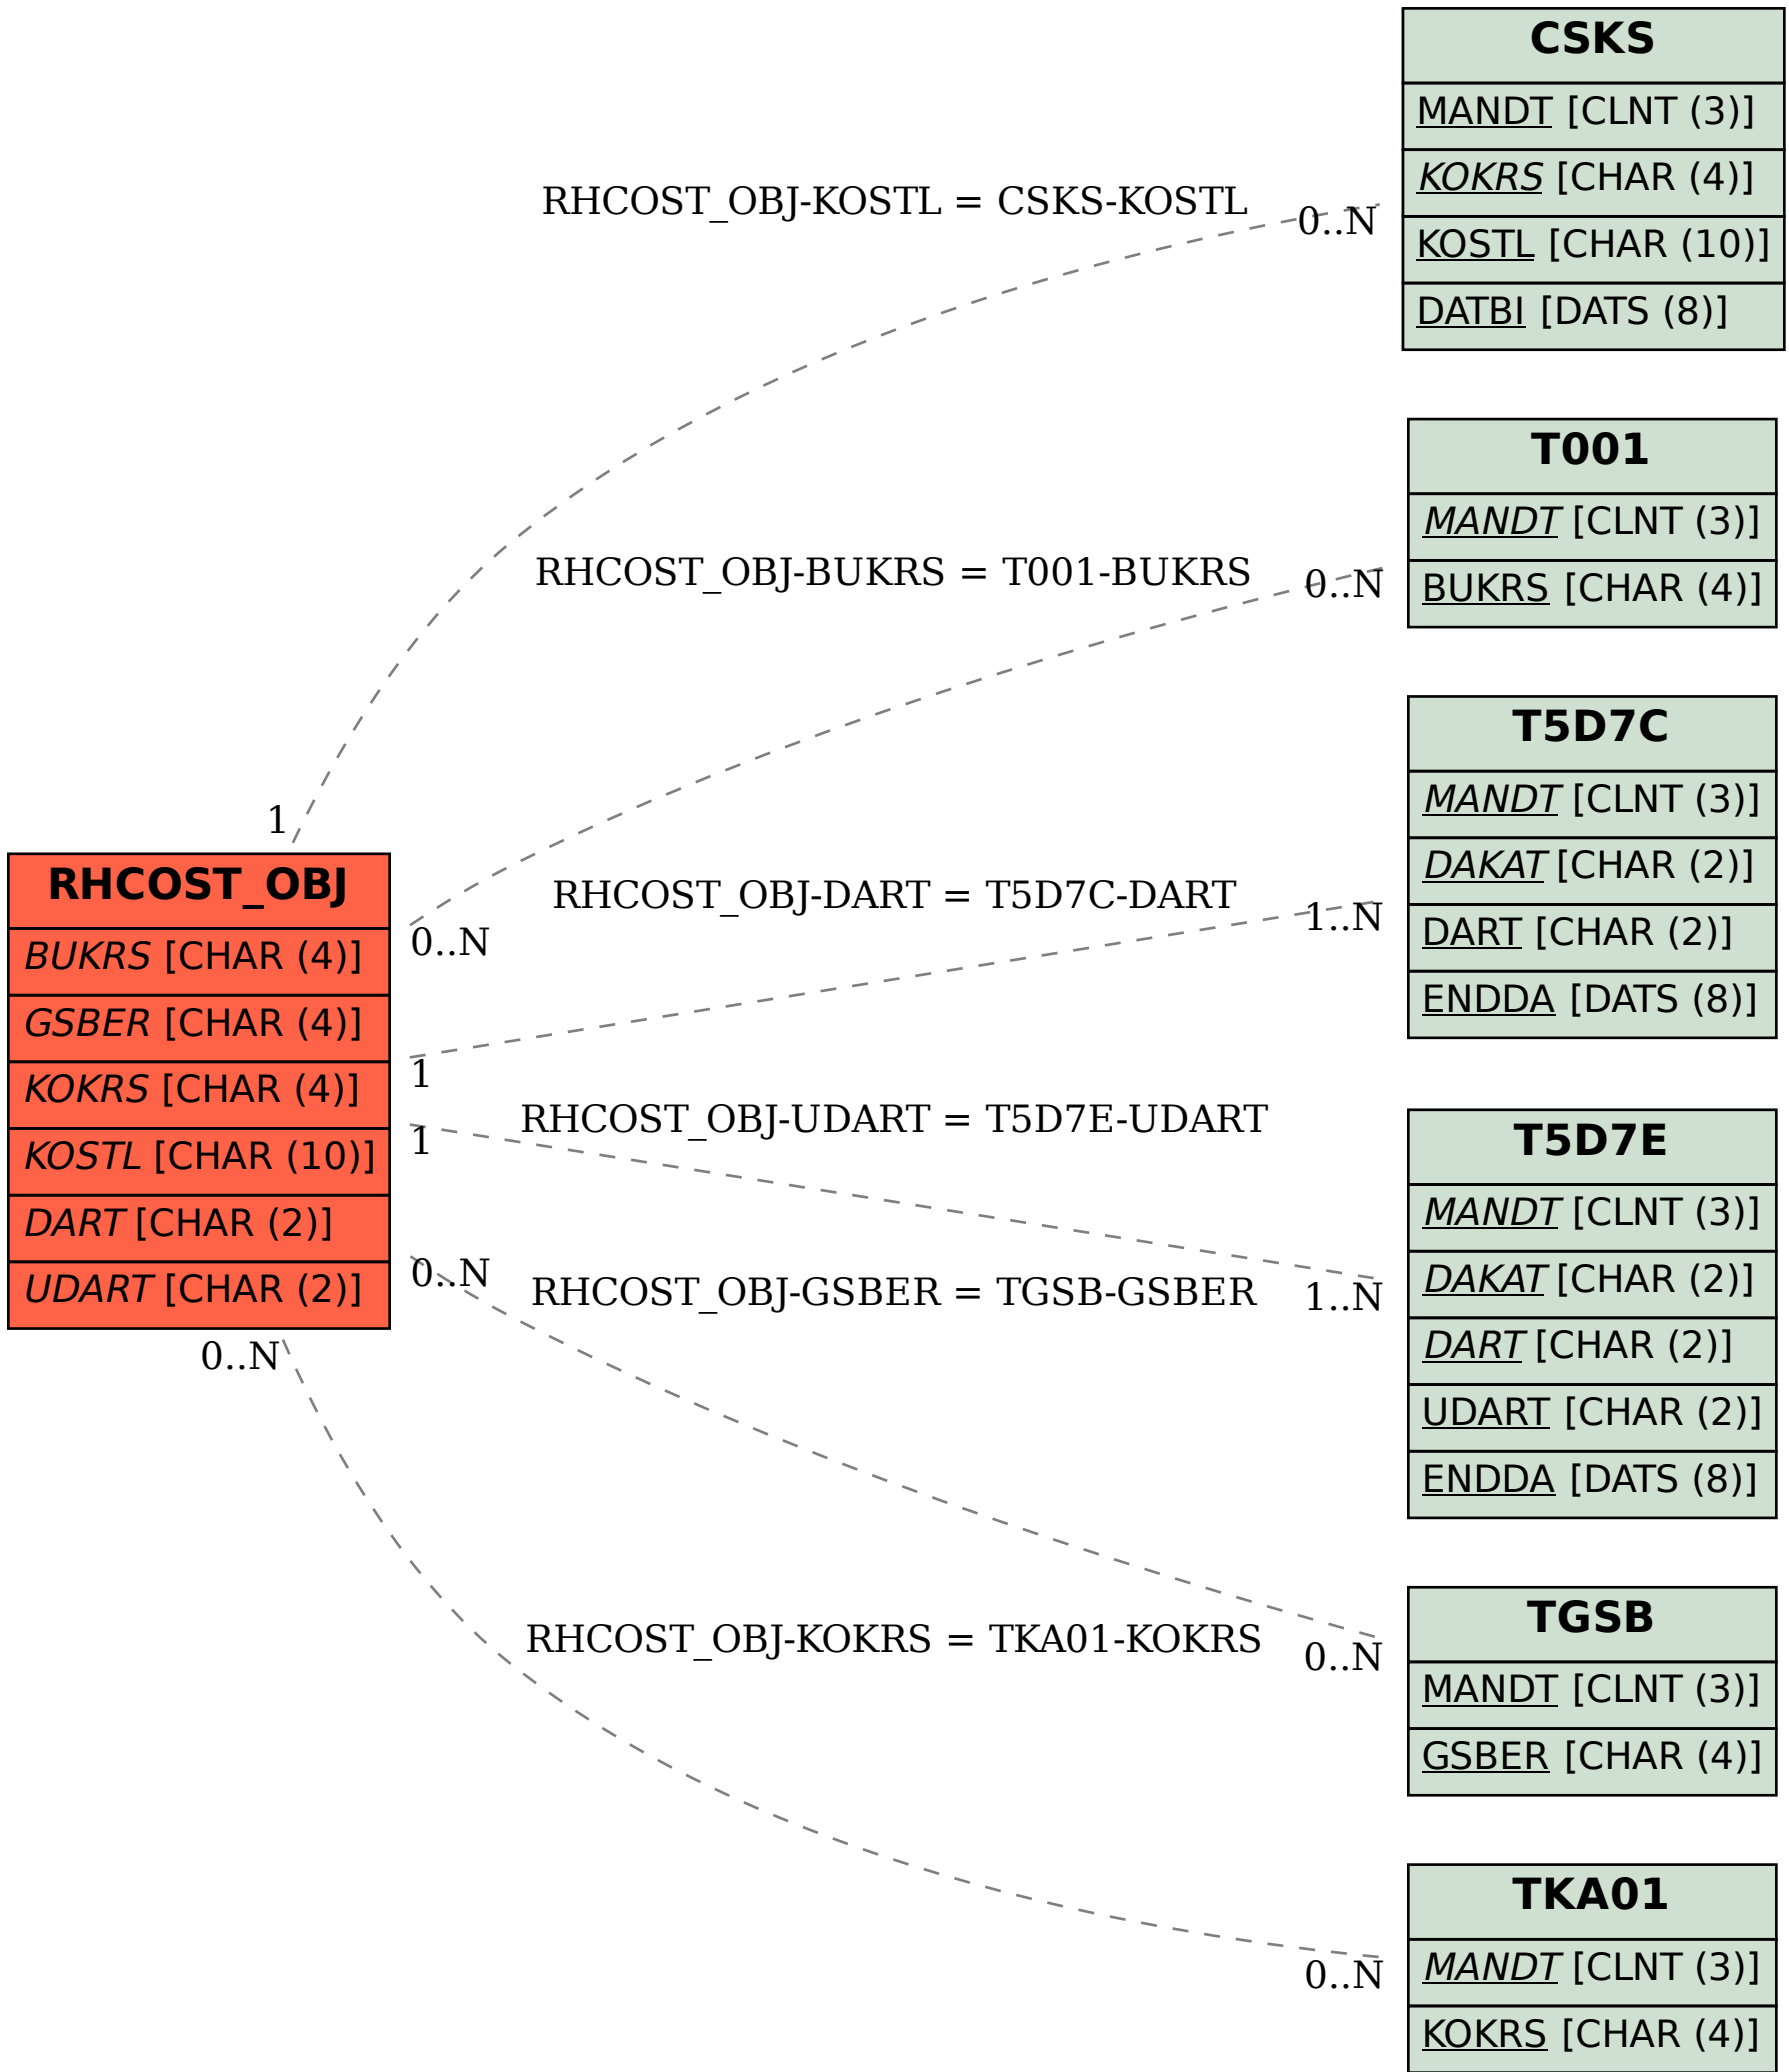 CSKS
MANDT [CLNT (3)]
KOKRS [CHAR (4)]
KOSTL [CHAR (10)]
DATBI [DATS (8)]
RHCOST_OBJ-KOSTL = CSKS-KOSTL
0..N
1
T001
MANDT [CLNT (3)]
BUKRS [CHAR (4)]
RHCOST_OBJ-BUKRS = T001-BUKRS
0..N
0..N
T5D7C
MANDT [CLNT (3)]
DAKAT [CHAR (2)]
DART [CHAR (2)]
ENDDA [DATS (8)]
RHCOST_OBJ-DART = T5D7C-DART
1..N
1
RHCOST_OBJ
BUKRS [CHAR (4)]
GSBER [CHAR (4)]
KOKRS [CHAR (4)]
KOSTL [CHAR (10)]
DART [CHAR (2)]
UDART [CHAR (2)]
RHCOST_OBJ-UDART = T5D7E-UDART
1
1..N
T5D7E
MANDT [CLNT (3)]
DAKAT [CHAR (2)]
DART [CHAR (2)]
UDART [CHAR (2)]
ENDDA [DATS (8)]
0..N
RHCOST_OBJ-GSBER = TGSB-GSBER
0..N
TGSB
MANDT [CLNT (3)]
GSBER [CHAR (4)]
0..N
RHCOST_OBJ-KOKRS = TKA01-KOKRS
0..N
TKA01
MANDT [CLNT (3)]
KOKRS [CHAR (4)]